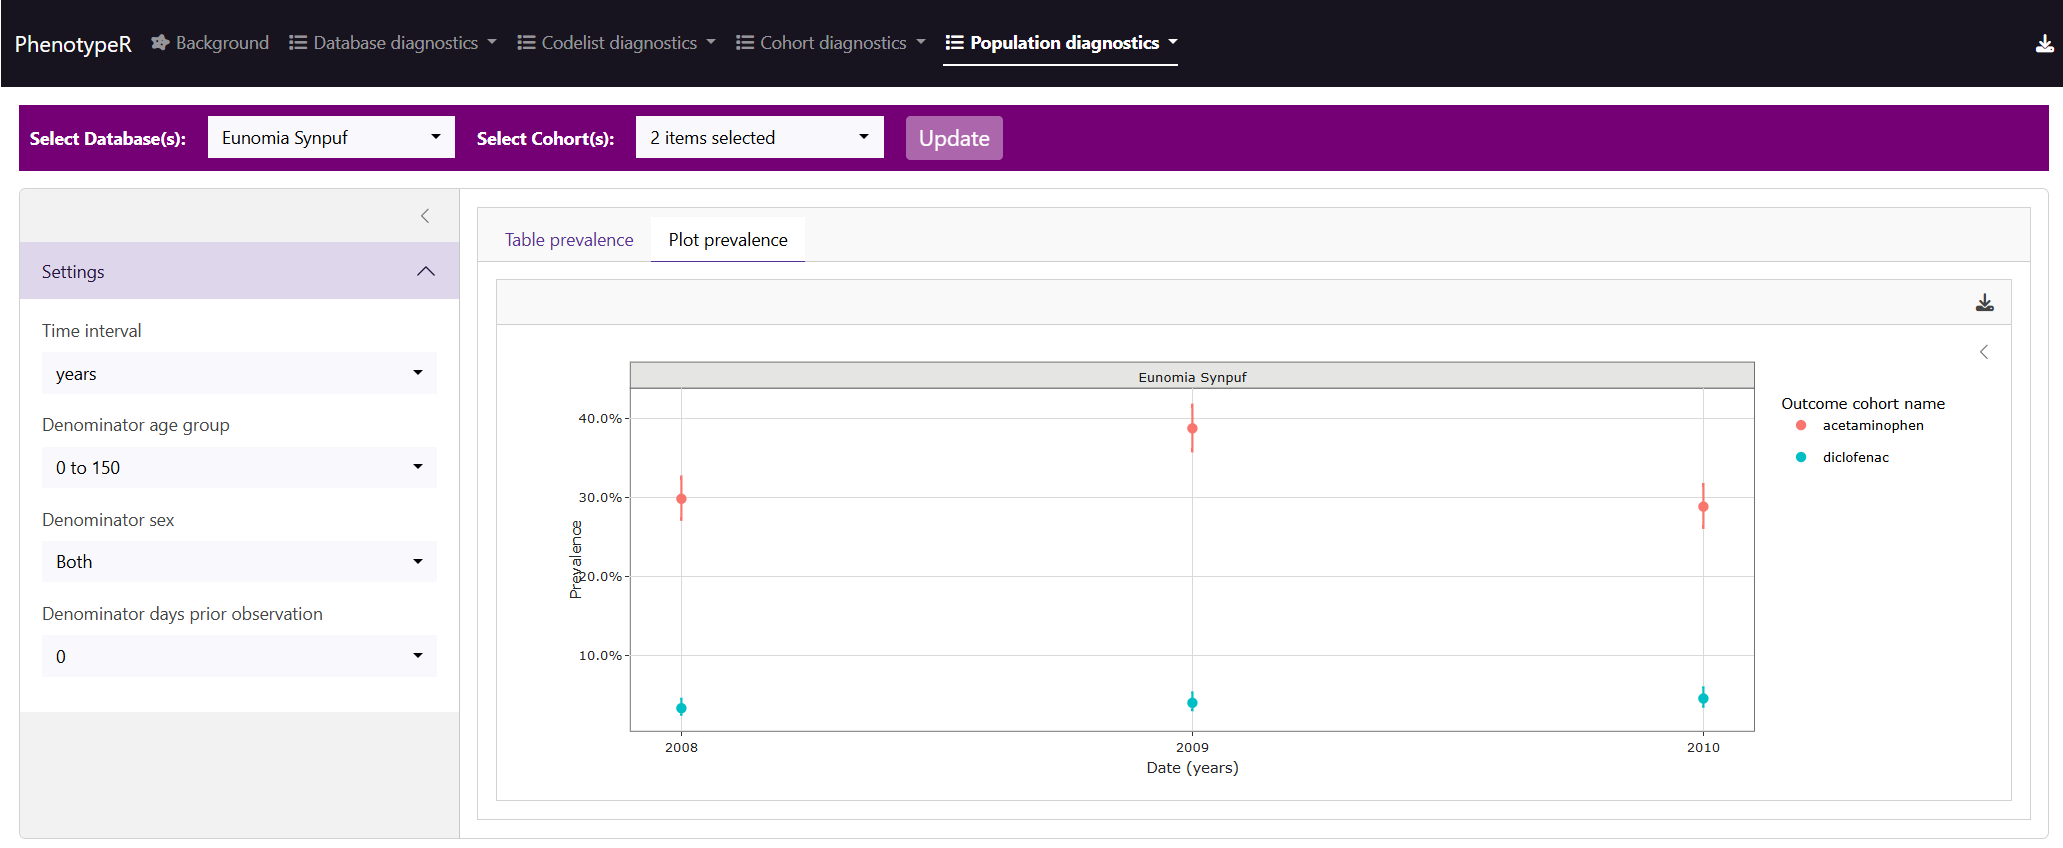 PhenotypeR Background Database diagnostics Codelist diagnostics Cohort diagnostics Population diagnostics
Select Database(s): Eunomia Synpuf Select Cohort(s): 2 items selected Update
Settings
Time interval
years
Denominator age group
0 to 150
Denominator sex
Both
Denominator days prior observation
0
Table prevalence Plot prevalence
Eunomia Synpuf
40.0%
30.0%
20.0%
10.0%
Prevalence
2008 2009 2010
Date (years)
Outcome cohort name
acetaminophen
diclofenac